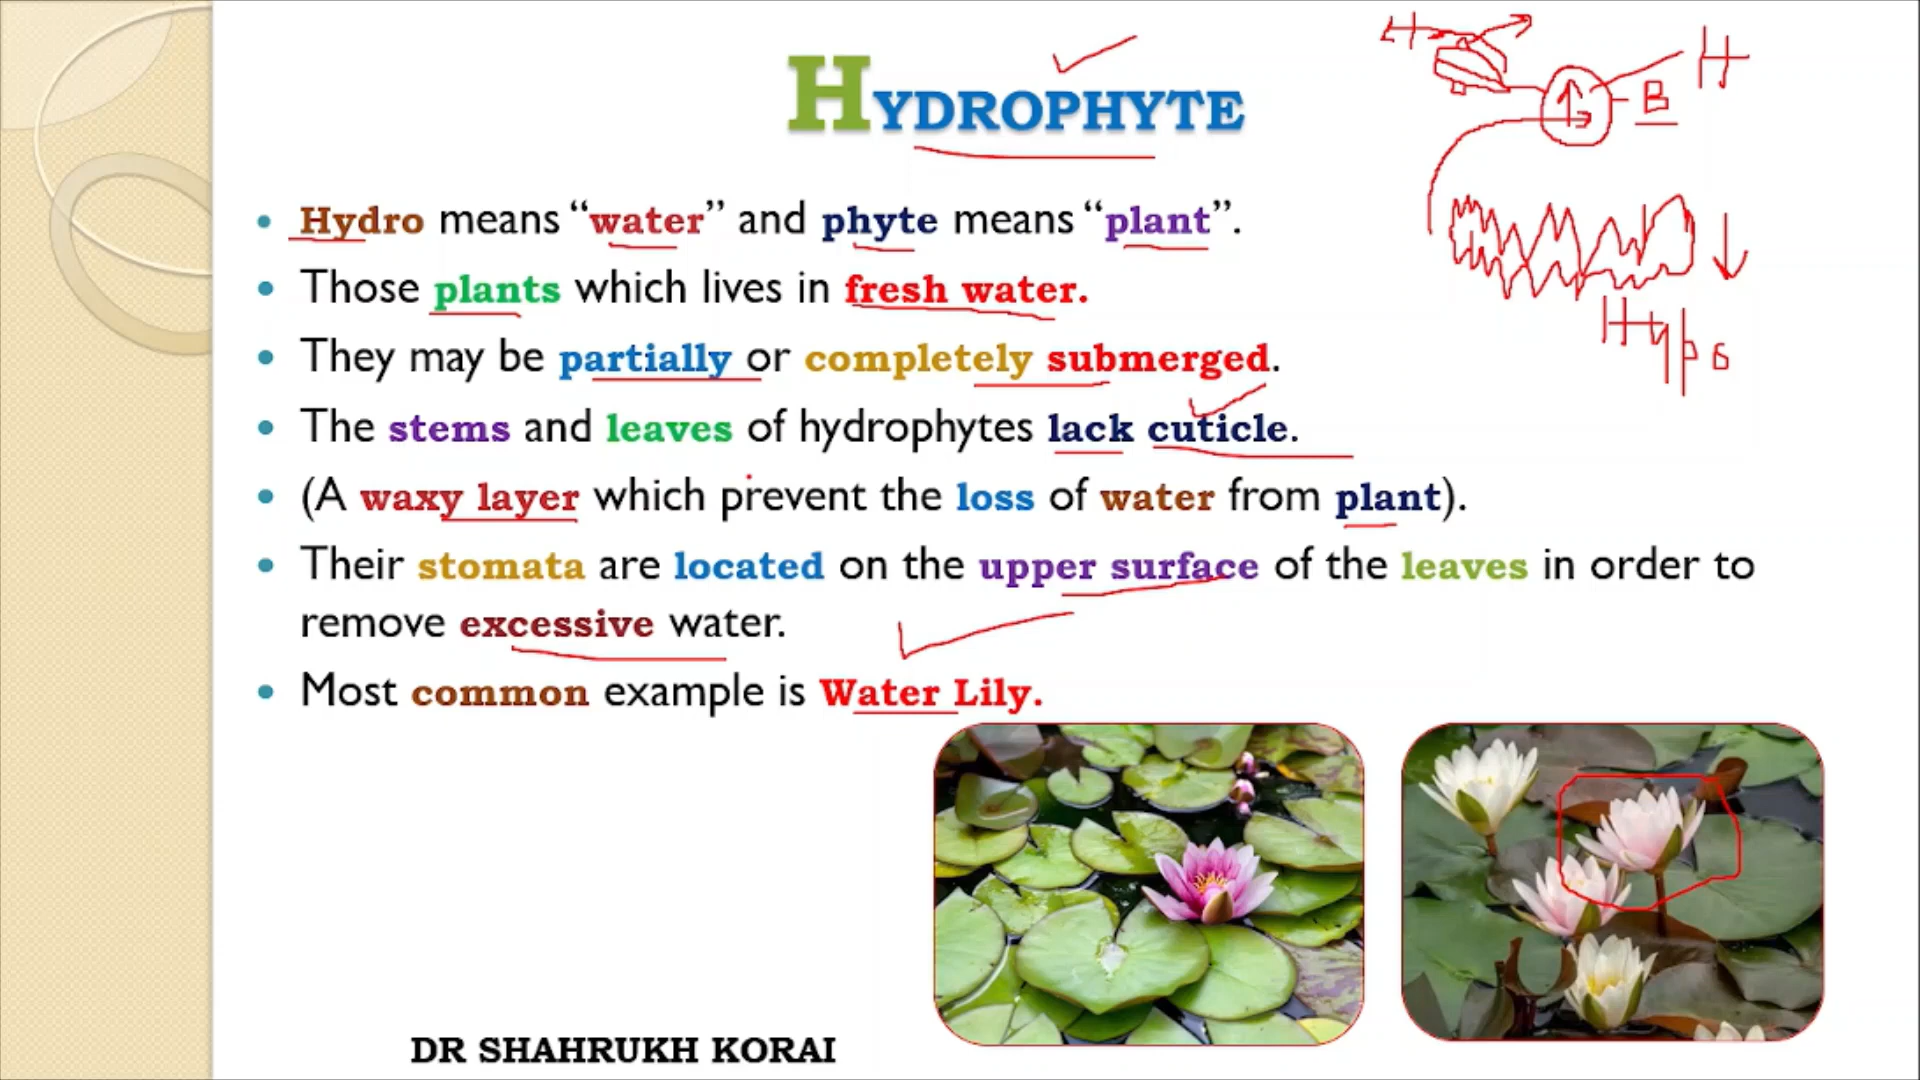 HYDROPHYTE
H
H
B
Hypo
• Hydro means “water” and phyte means “plant”.
• Those plants which lives in fresh water.
• They may be partially or completely submerged.
• The stems and leaves of hydrophytes lack cuticle.
• (A waxy layer which prevent the loss of water from plant).
• Their stomata are located on the upper surface of the leaves in order to
remove excessive water.
• Most common example is Water Lily.
DR SHAHRUKH KORAI